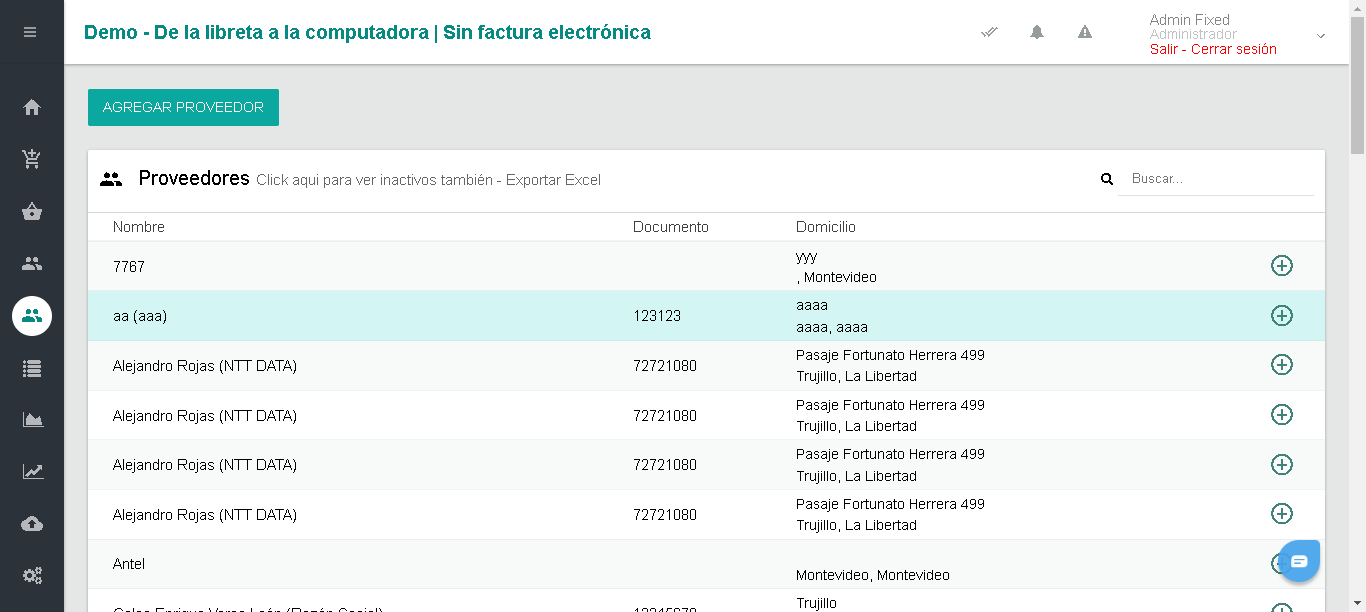 Demo - De la libreta a la computadora | Sin factura electrónica
Admin Fixed
Administrador
Salir - Cerrar sesión
AGREGAR PROVEEDOR
Proveedores Click aqui para ver inactivos también - Exportar Excel
Buscar...
Nombre Documento Domicilio
7767
yyy
, Montevideo
aa (aaa) 123123
aaaa
aaaa, aaaa
Alejandro Rojas (NTT DATA) 72721080
Pasaje Fortunato Herrera 499
Trujillo, La Libertad
Alejandro Rojas (NTT DATA) 72721080
Pasaje Fortunato Herrera 499
Trujillo, La Libertad
Alejandro Rojas (NTT DATA) 72721080
Pasaje Fortunato Herrera 499
Trujillo, La Libertad
Alejandro Rojas (NTT DATA) 72721080
Pasaje Fortunato Herrera 499
Trujillo, La Libertad
Antel
Montevideo, Montevideo
Trujillo